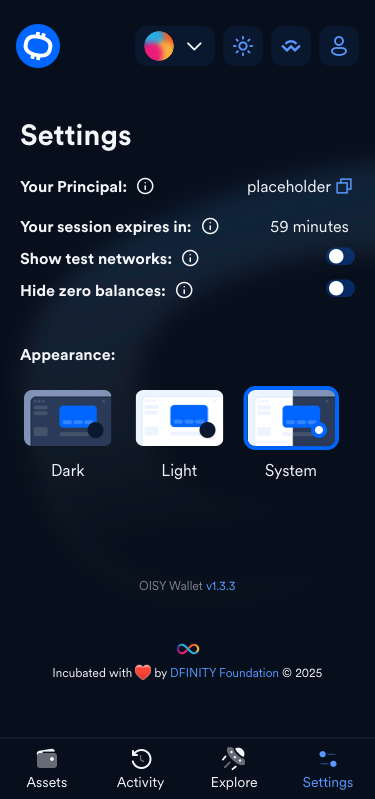 Settings
Your Principal: placeholder
Your session expires in: 59 minutes
Show test networks:
Hide zero balances:
Appearance:
Dark Light System
OISY Wallet v1.3.3
Incubated with ❤️ by DFINITY Foundation © 2025
Assets Activity Explore Settings